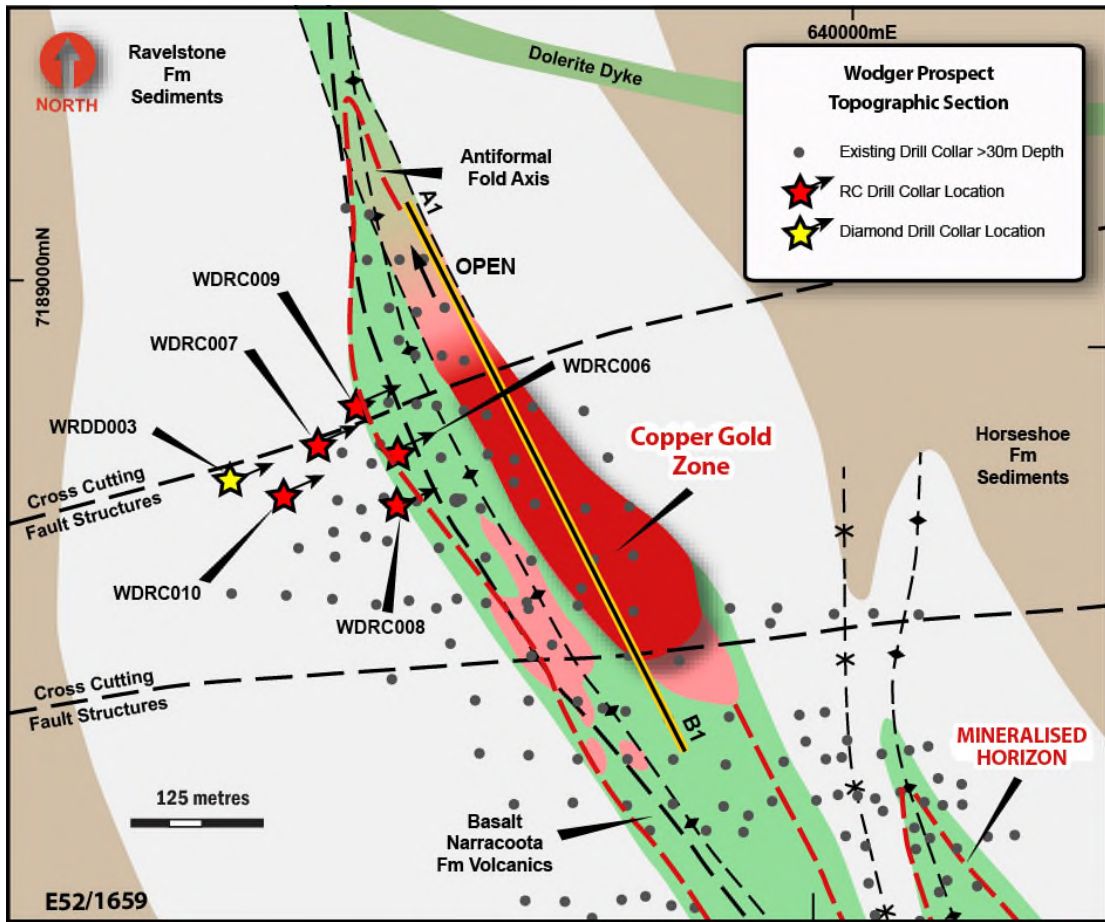 640000mE
Ravelstone
Fm
Sediments
NORTH
Dolerite Dyke
Wodger Prospect
Topographic Section
Existing Drill Collar >30m Depth
RC Drill Collar Location
Diamond Drill Collar Location
Antiformal
Fold Axis
A1
7189000mN
OPEN
WDRC009
WDRC007
WDRC006
WRDD003
Copper Gold
Zone
Horseshoe
Fm
Sediments
Cross Cutting
Fault Structures
WDRC010
WDRC008
Cross Cutting
Fault Structures
B1
MINERALISED
HORIZON
125 metres
Basalt
Narracoota
Fm Volcanics
E52/1659